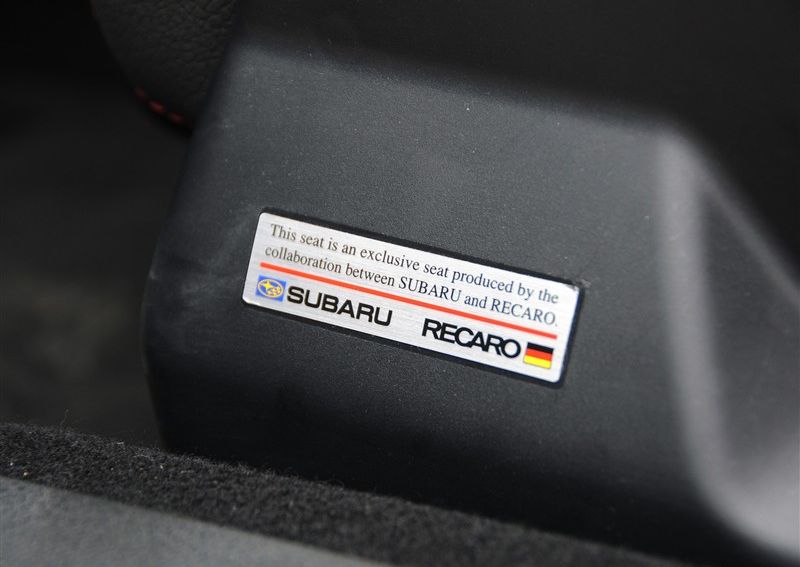 This seat is an exclusive seat produced by the
collaboration between SUBARU and RECARO.
SUBARU RECARO